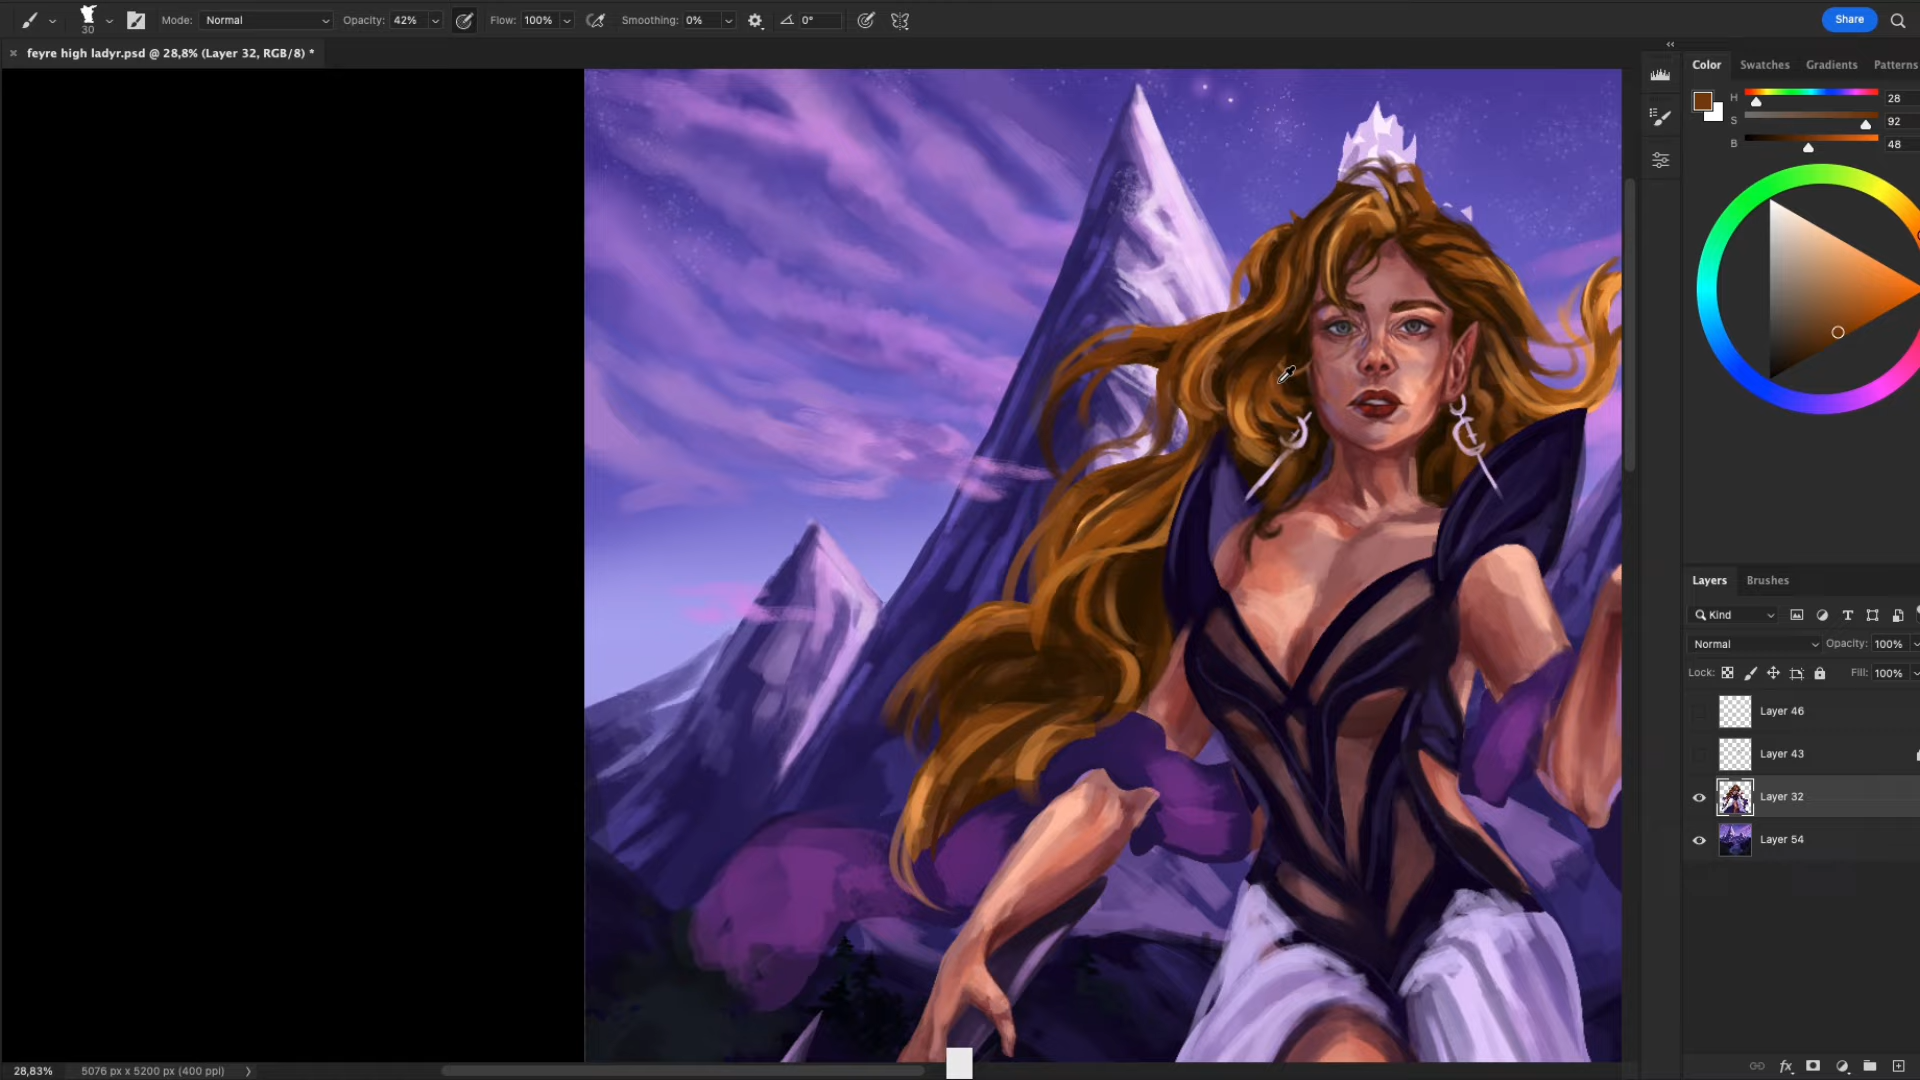 30 Mode: Normal Opacity: 42% Flow: 100% Smoothing: 0% 0° Share
× feyre high ladyr.psd @ 28,8% (Layer 32, RGB/8) *
Color Swatches Gradients Patterns
H 28
S 92
B 48
Layers Brushes
Kind
Normal Opacity: 100%
Lock: Fill: 100%
Layer 46
Layer 43
Layer 32
Layer 54
fx
28,83% 5076 px x 5200 px (400 ppi)